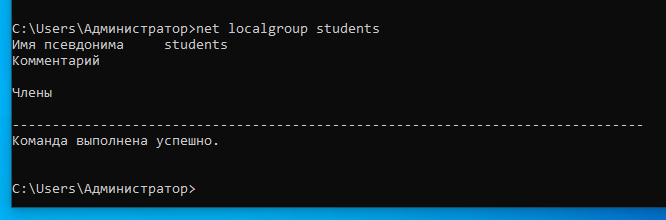 C:\Users\Администратор>net localgroup students
Имя псевдонима     students
Комментарий
Члены
-------------------------------------------------------------------------------
Команда выполнена успешно.
C:\Users\Администратор>